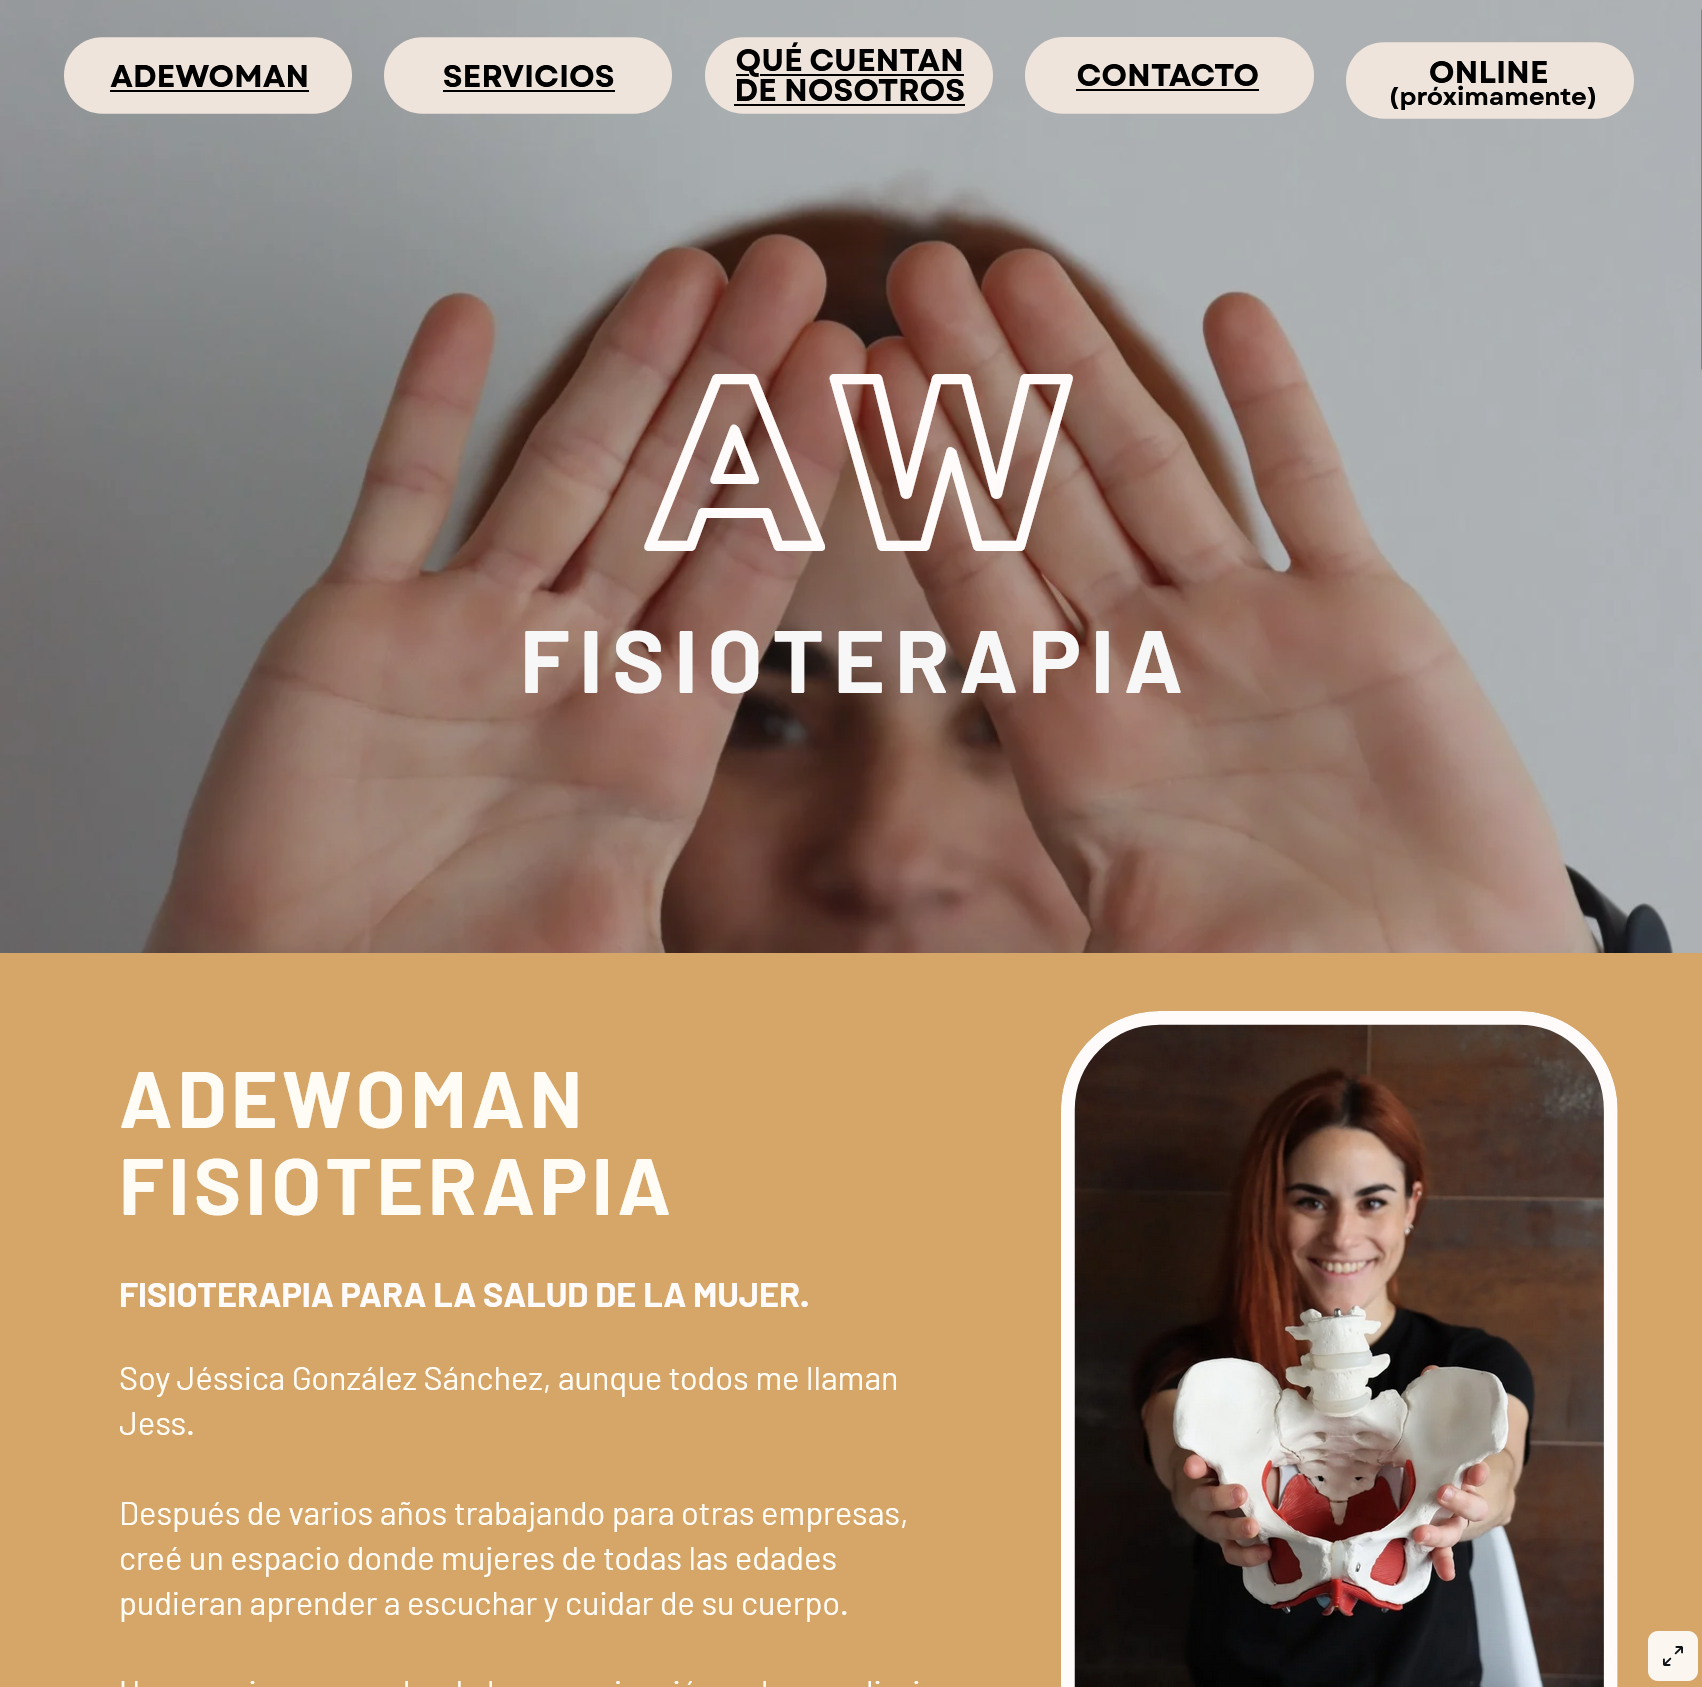 ADEWOMAN
SERVICIOS
QUÉ CUENTAN
DE NOSOTROS
CONTACTO
ONLINE
(próximamente)
AW
FISIOTERAPIA
ADEWOMAN
FISIOTERAPIA
FISIOTERAPIA PARA LA SALUD DE LA MUJER.
Soy Jéssica González Sánchez, aunque todos me llaman
Jess.
Después de varios años trabajando para otras empresas,
creé un espacio donde mujeres de todas las edades
pudieran aprender a escuchar y cuidar de su cuerpo.